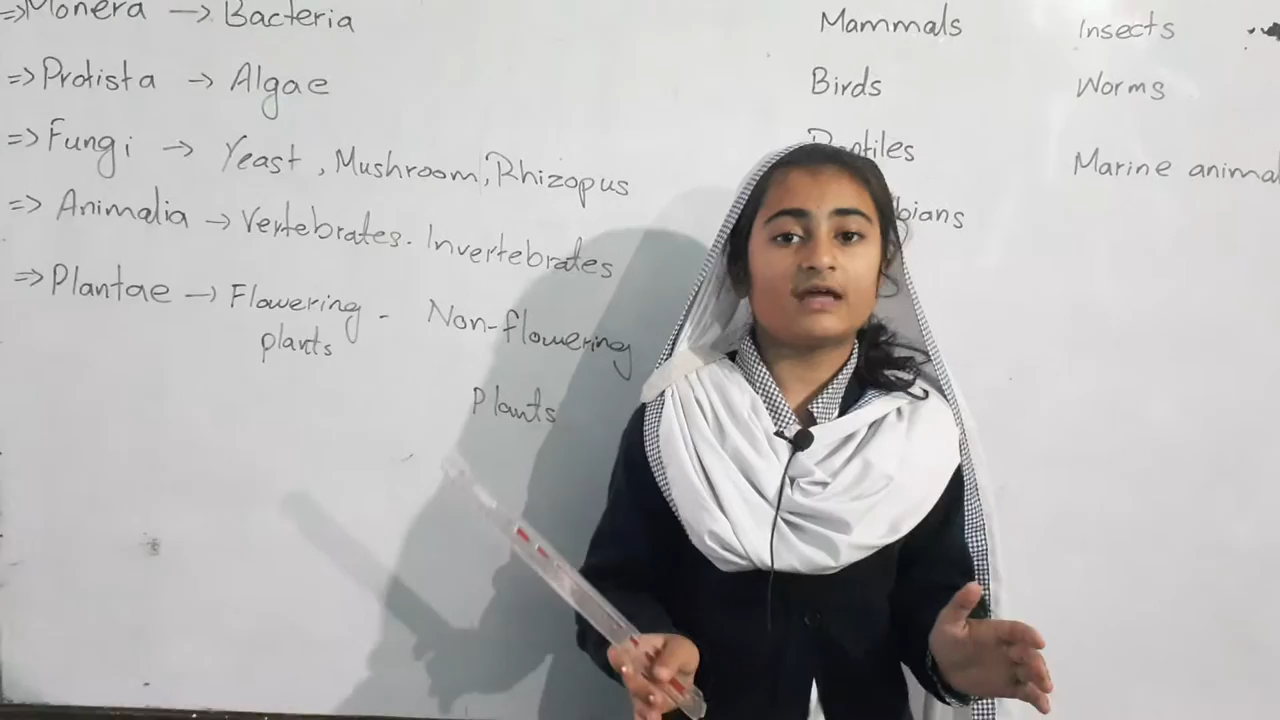 => Monera → Bacteria
=> Protista → Algae
=> Fungi → Yeast, Mushroom, Rhizopus
=> Animalia → Vertebrates. Invertebrates
=> Plantae → Flowering - Non-flowering
plants
Plants
Mammals
Birds
Reptiles
Insects
Worms
Marine